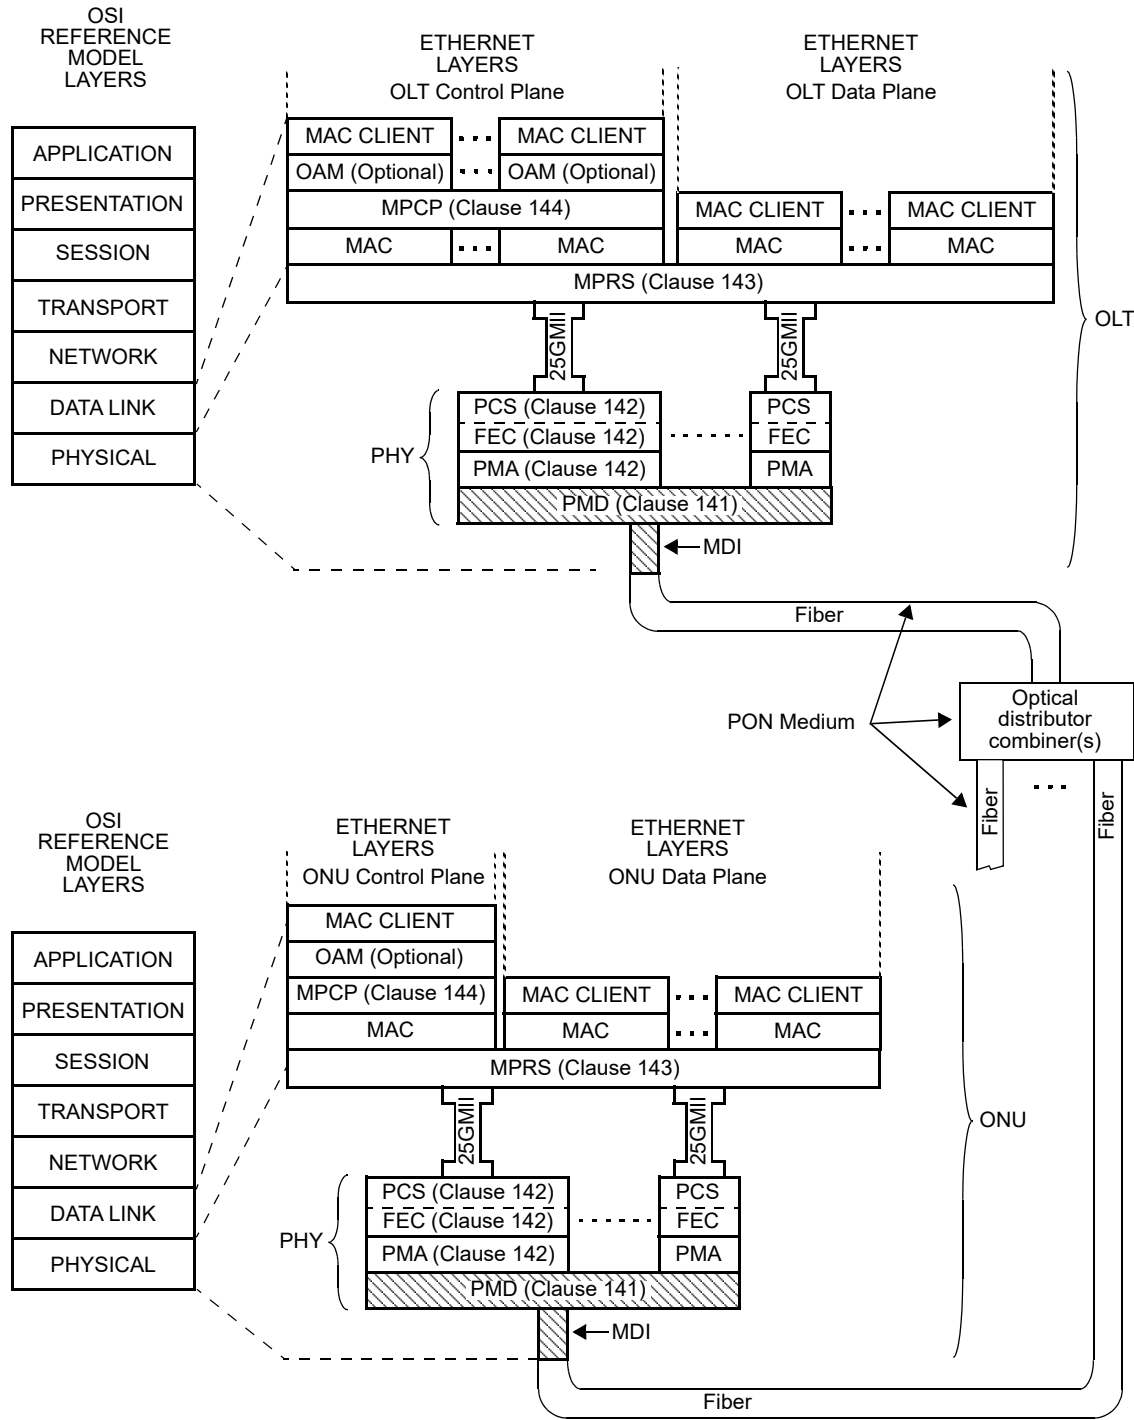 OSI
REFERENCE
MODEL
LAYERS
ETHERNET
LAYERS
OLT Control Plane
ETHERNET
LAYERS
OLT Data Plane
APPLICATION
PRESENTATION
SESSION
TRANSPORT
NETWORK
DATA LINK
PHYSICAL
MAC CLIENT
MAC CLIENT
OAM (Optional)
OAM (Optional)
MPCP (Clause 144)
MAC CLIENT
MAC CLIENT
MAC
MAC
MAC
MAC
MPRS (Clause 143)
25GMII
25GMII
OLT
PHY
PCS (Clause 142)
PCS
FEC (Clause 142)
FEC
PMA (Clause 142)
PMA
PMD (Clause 141)
MDI
Fiber
PON Medium
Optical
distributor
combiner(s)
Fiber
Fiber
OSI
REFERENCE
MODEL
LAYERS
ETHERNET
LAYERS
ONU Control Plane
ETHERNET
LAYERS
ONU Data Plane
APPLICATION
PRESENTATION
SESSION
TRANSPORT
NETWORK
DATA LINK
PHYSICAL
MAC CLIENT
OAM (Optional)
MPCP (Clause 144)
MAC CLIENT
MAC CLIENT
MAC
MAC
MAC
MPRS (Clause 143)
25GMII
25GMII
ONU
PHY
PCS (Clause 142)
PCS
FEC (Clause 142)
FEC
PMA (Clause 142)
PMA
PMD (Clause 141)
MDI
Fiber